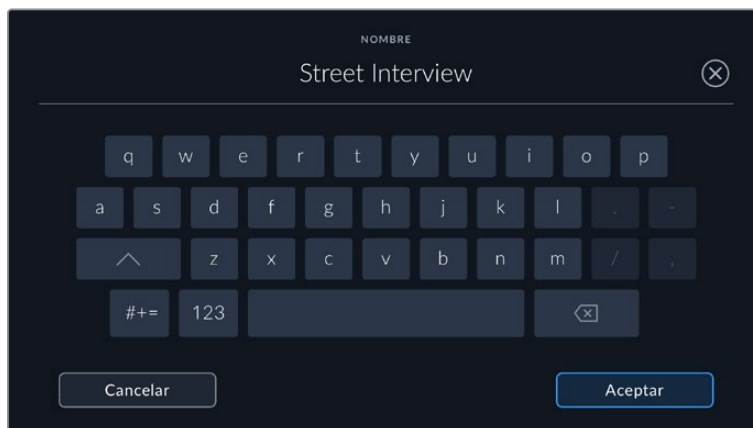 NOMBRE
Street Interview
q w e r t y u i o p
a s d f g h j k l . -
z x c v b n m / ,
#+= 123
Cancelar Aceptar